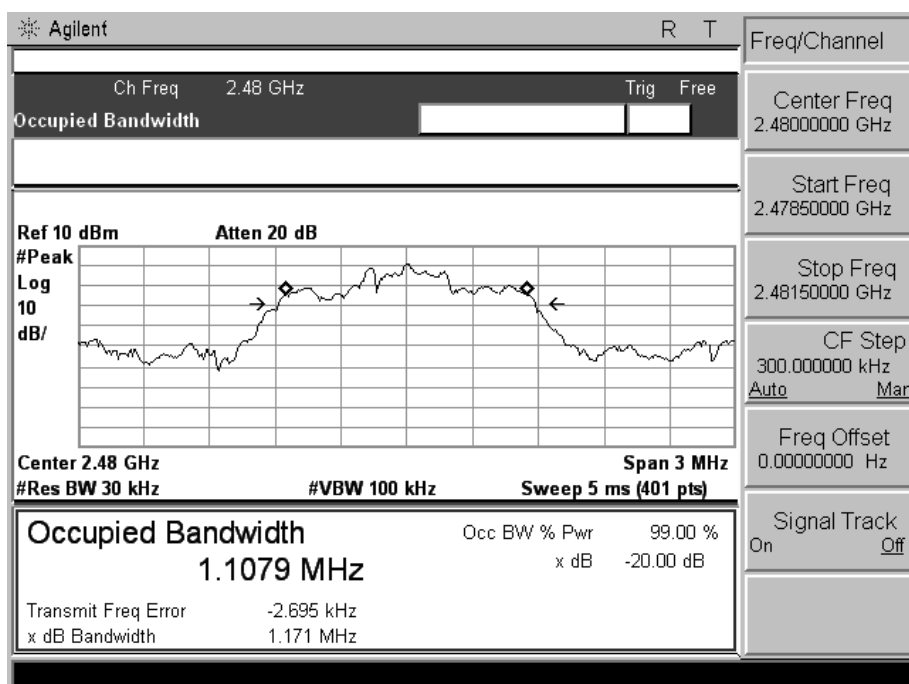 Agilent R T
Freq/Channel
Ch Freq 2.48 GHz Trig Free
Occupied Bandwidth
Center Freq
2.48000000 GHz
Start Freq
2.47850000 GHz
Stop Freq
2.48150000 GHz
CF Step
300.000000 kHz
Auto Mar
Freq Offset
0.00000000 Hz
Signal Track
On Off
Ref 10 dBm Atten 20 dB
#Peak
Log
10
dB/
Center 2.48 GHz Span 3 MHz
#Res BW 30 kHz #VBW 100 kHz Sweep 5 ms (401 pts)
Occupied Bandwidth
1.1079 MHz
Occ BW % Pwr 99.00 %
x dB -20.00 dB
Transmit Freq Error -2.695 kHz
x dB Bandwidth 1.171 MHz